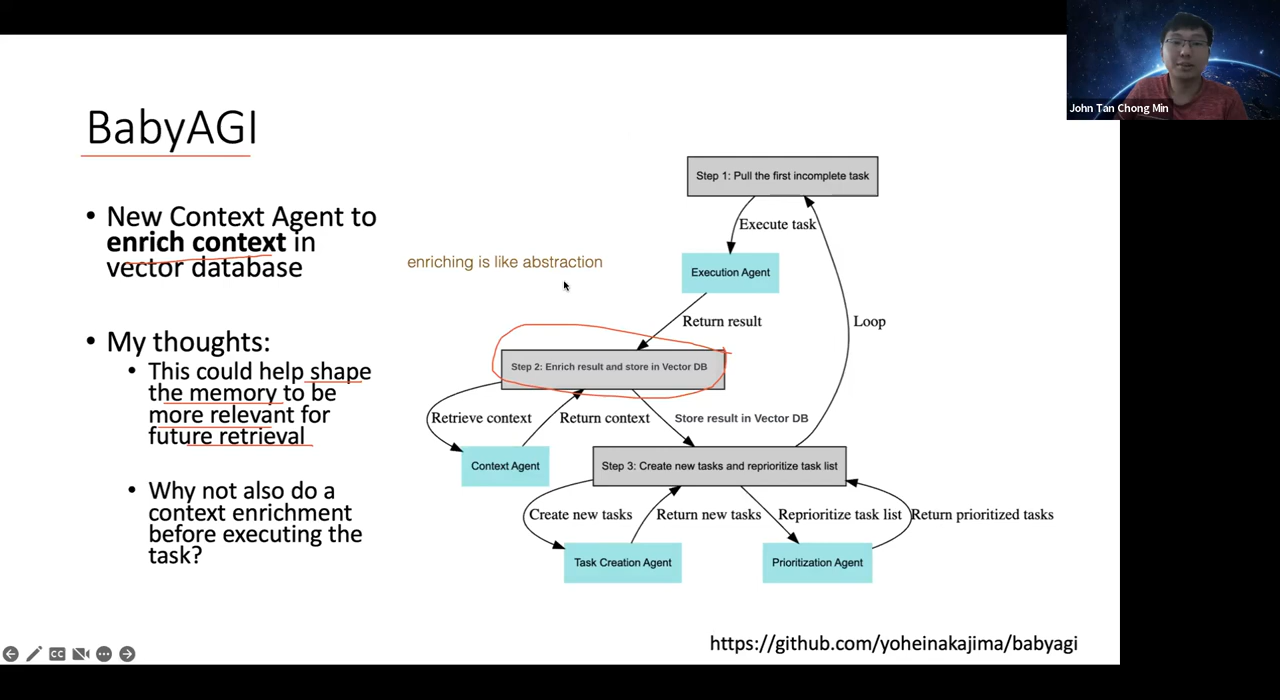 John Tan Chong Min
BabyAGI
• New Context Agent to
enrich context in
vector database
• My thoughts:
• This could help shape
the memory to be
more relevant for
future retrieval
• Why not also do a
context enrichment
before executing the
task?
enriching is like abstraction
Step 1: Pull the first incomplete task
Execute task
Execution Agent
Return result
Loop
Step 2: Enrich result and store in Vector DB
Retrieve context
Return context
Store result in Vector DB
Context Agent
Step 3: Create new tasks and reprioritize task list
Create new tasks
Return new tasks
Reprioritize task list
Return prioritized tasks
Task Creation Agent
Prioritization Agent
https://github.com/yoheinakajima/babyagi
CC